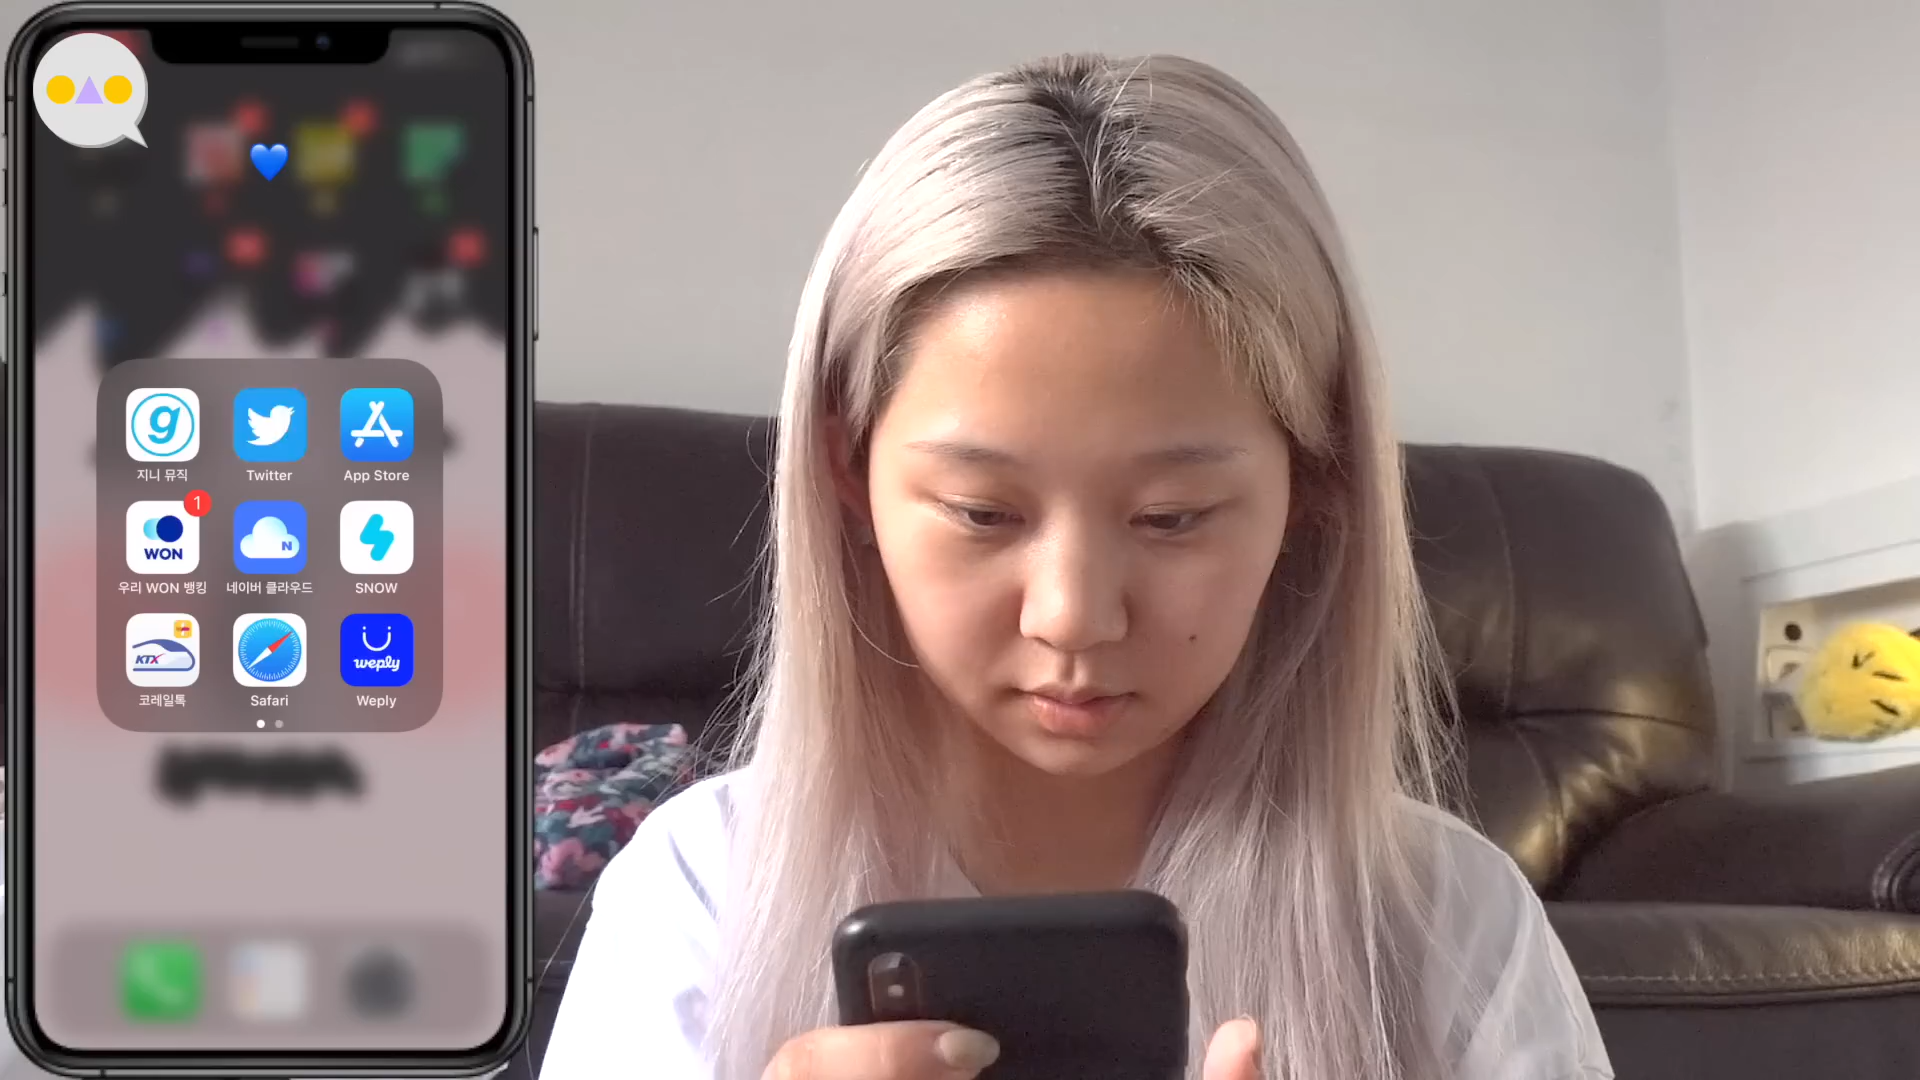 지니 뮤직
Twitter
App Store
1
WON
N
우리 WON 뱅킹
네이버 클라우드
SNOW
KTX
weply
코레일톡
Safari
Weply